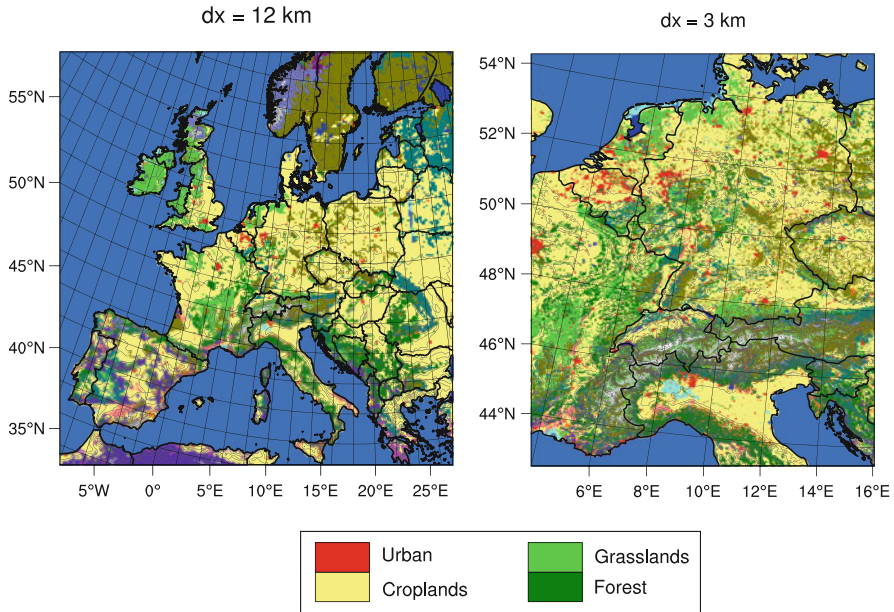 dx = 12 km
dx = 3 km
55°N
50°N
45°N
40°N
35°N
5°W 0° 5°E 10°E 15°E 20°E 25°E
54°N
52°N
50°N
48°N
46°N
44°N
6°E 8°E 10°E 12°E 14°E 16°E
Urban
Croplands
Grasslands
Forest